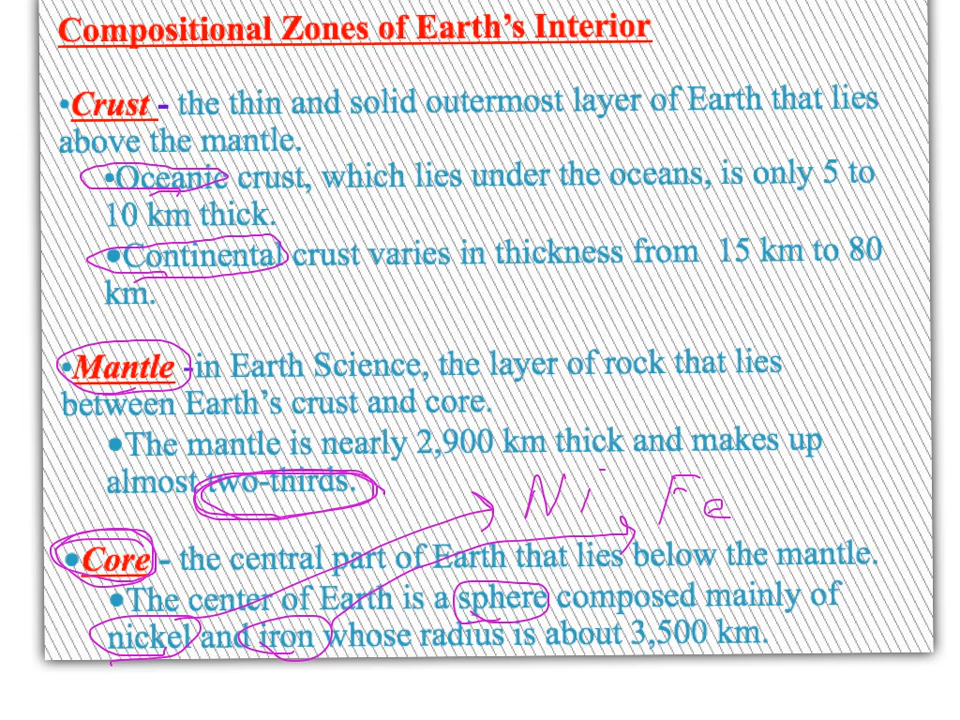 Compositional Zones of Earth's Interior
•Crust - the thin and solid outermost layer of Earth that lies
above the mantle.
•Oceanic crust, which lies under the oceans, is only 5 to
10 km thick.
•Continental crust varies in thickness from 15 km to 80
km.
•Mantle -in Earth Science, the layer of rock that lies
between Earth's crust and core.
•The mantle is nearly 2,900 km thick and makes up
almost two-thirds.
Ni Fe
•Core - the central part of Earth that lies below the mantle.
•The center of Earth is a sphere composed mainly of
nickel and iron whose radius is about 3,500 km.